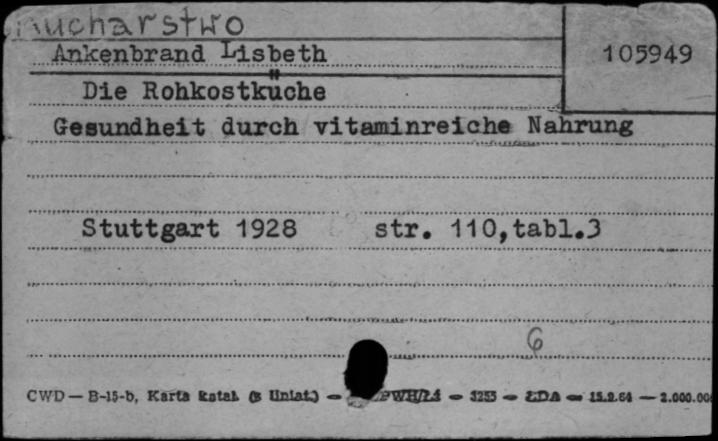 Kucharstwo
Ankenbrand Lisbeth
105949
Die Rohkostküche
Gesundheit durch vitaminreiche Nahrung
Stuttgart 1928 str. 110,tabl.3
6
CWD — B-15-b, Karta katal. — 3255 — ŁDA — 15.2.64 — 2.000.00